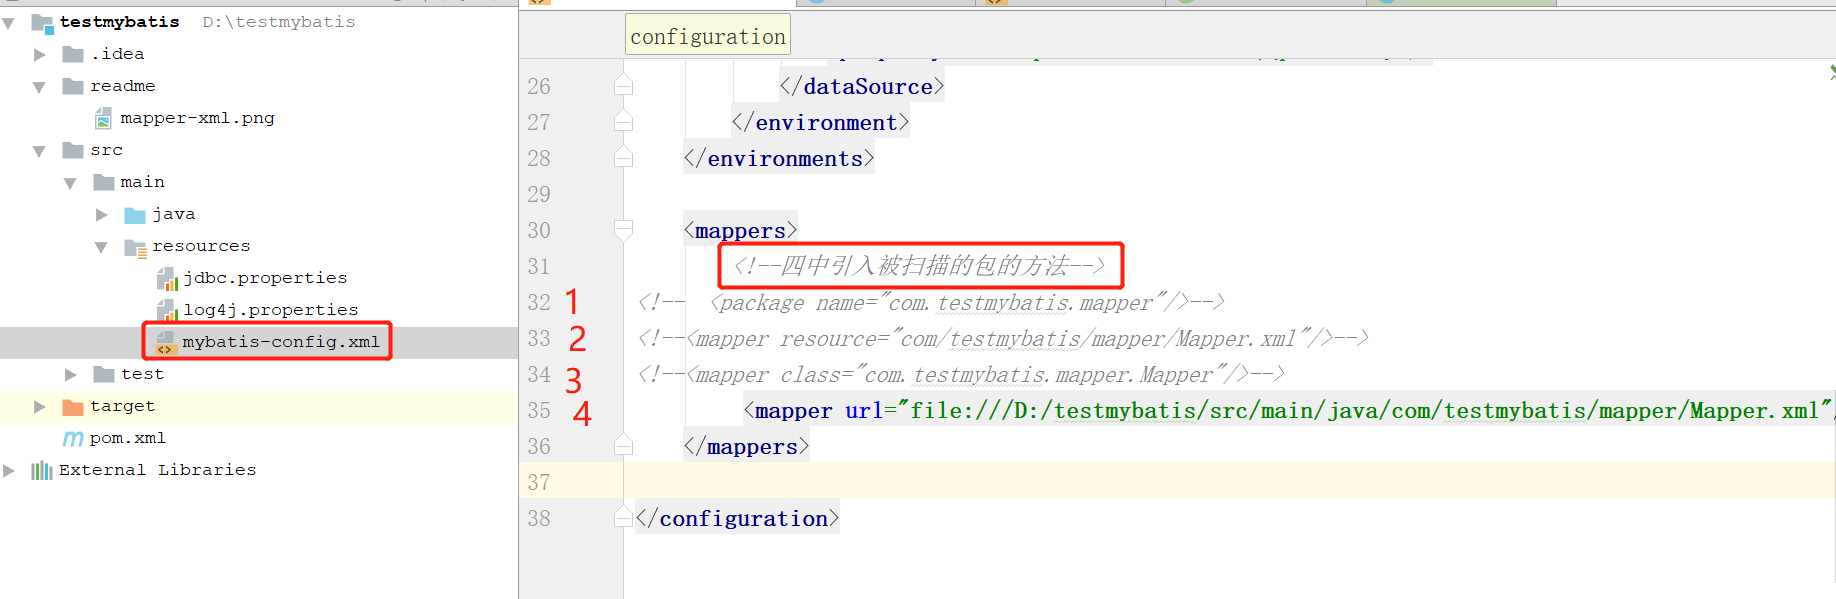 testmybatis D:\testmybatis
.idea
readme
mapper-xml.png
src
main
java
resources
jdbc.properties
log4j.properties
mybatis-config.xml
test
target
pom.xml
External Libraries
configuration
26 </dataSource>
27 </environment>
28 </environments>
29
30 <mappers>
31 <!--四中引入被扫描的包的方法-->
32 1 <!-- <package name="com.testmybatis.mapper"/>-->
33 2 <!--<mapper resource="com/testmybatis/mapper/Mapper.xml"/>-->
34 3 <!--<mapper class="com.testmybatis.mapper.Mapper"/>-->
35 4 <mapper url="file:///D:/testmybatis/src/main/java/com/testmybatis/mapper/Mapper.xml"/
36 </mappers>
37
38 </configuration>